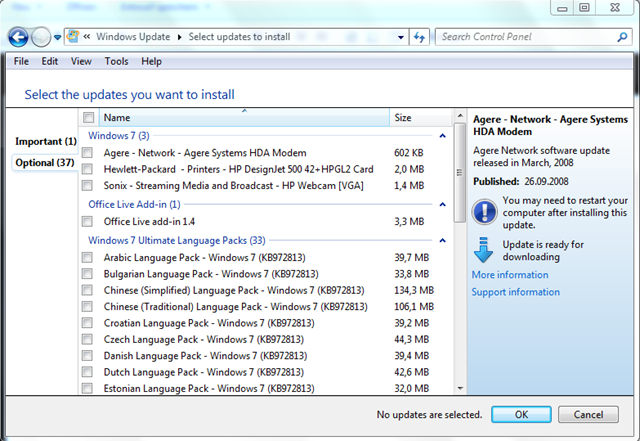 Windows Update
Select updates to install
Search Control Panel
File Edit View Tools Help
Select the updates you want to install
Important (1)
Optional (37)
Name Size
Windows 7 (3)
Agere - Network - Agere Systems HDA Modem 602 KB
Hewlett-Packard - Printers - HP DesignJet 500 42+HPGL2 Card 2,0 MB
Sonix - Streaming Media and Broadcast - HP Webcam [VGA] 1,4 MB
Office Live Add-in (1)
Office Live add-in 1.4 3,3 MB
Windows 7 Ultimate Language Packs (33)
Arabic Language Pack - Windows 7 (KB972813) 39,7 MB
Bulgarian Language Pack - Windows 7 (KB972813) 33,8 MB
Chinese (Simplified) Language Pack - Windows 7 (KB972813) 134,3 MB
Chinese (Traditional) Language Pack - Windows 7 (KB972813) 106,1 MB
Croatian Language Pack - Windows 7 (KB972813) 39,2 MB
Czech Language Pack - Windows 7 (KB972813) 44,3 MB
Danish Language Pack - Windows 7 (KB972813) 39,4 MB
Dutch Language Pack - Windows 7 (KB972813) 42,6 MB
Estonian Language Pack - Windows 7 (KB972813) 32,0 MB
Agere - Network - Agere Systems
HDA Modem
Agere Network software update
released in March, 2008
Published: 26.09.2008
You may need to restart your
computer after installing this
update.
Update is ready for
downloading
More information
Support information
No updates are selected.
OK
Cancel